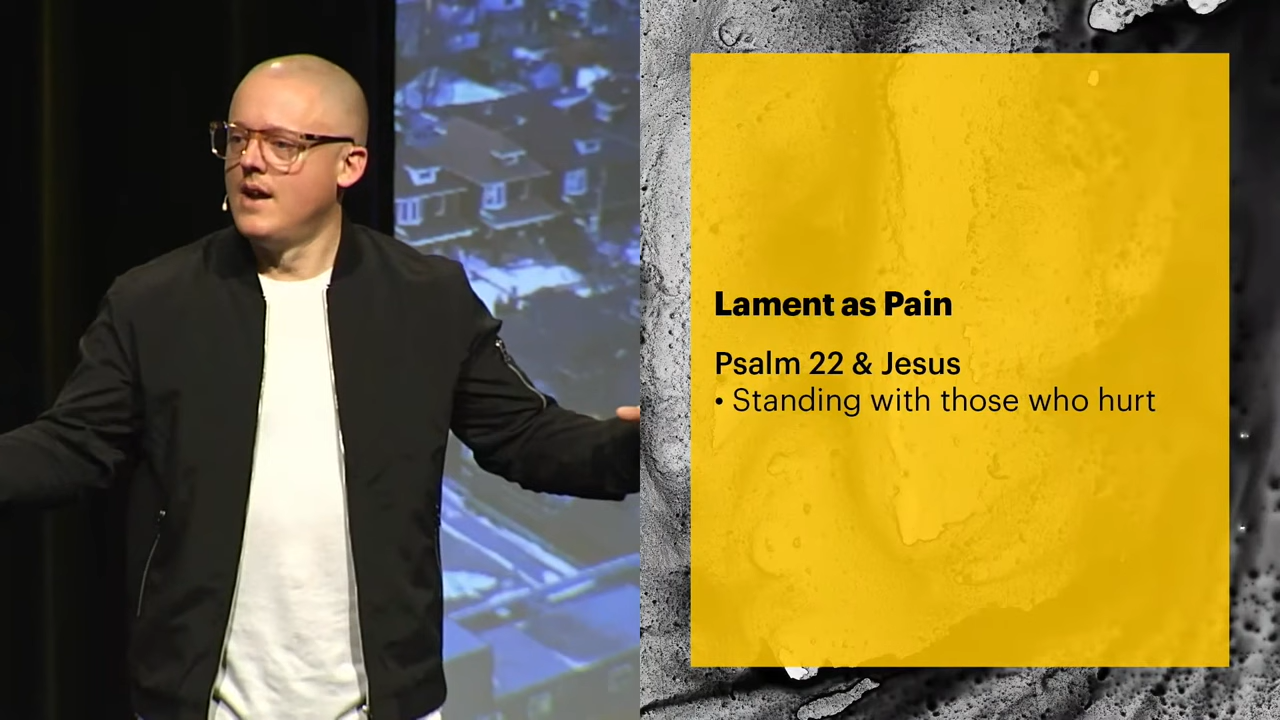 Lament as Pain
Psalm 22 & Jesus
• Standing with those who hurt